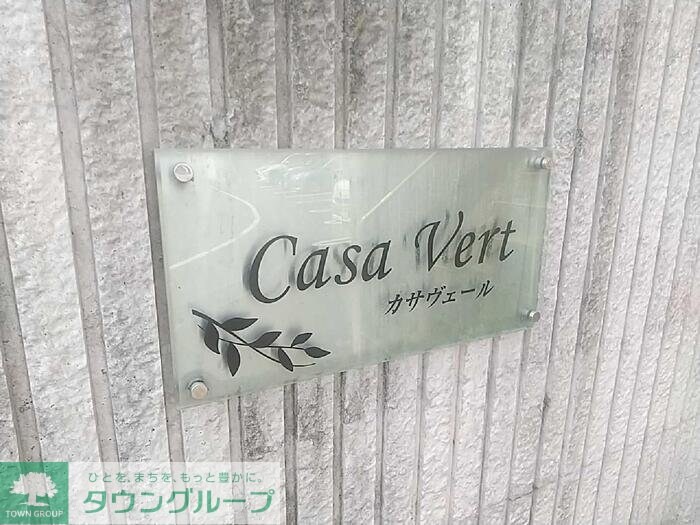 Casa Vert
カサヴェール
ひとを、まちを、もっと豊かに。
タウングループ
TOWN GROUP